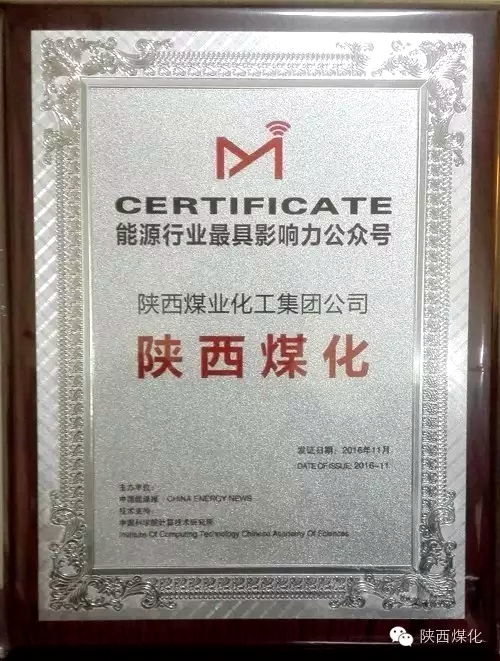 CERTIFICATE
能源行业最具影响力公众号
陕西煤业化工集团公司
陕西煤化
发证日期：2016年11月
DATE OF ISSUE: 2016-11
主办单位：
中国能源报 CHINA ENERGY NEWS
技术支持：
中国科学院计算技术研究所
Institute Of Computing Technology Chinese Academy Of Sciences
陕西煤化